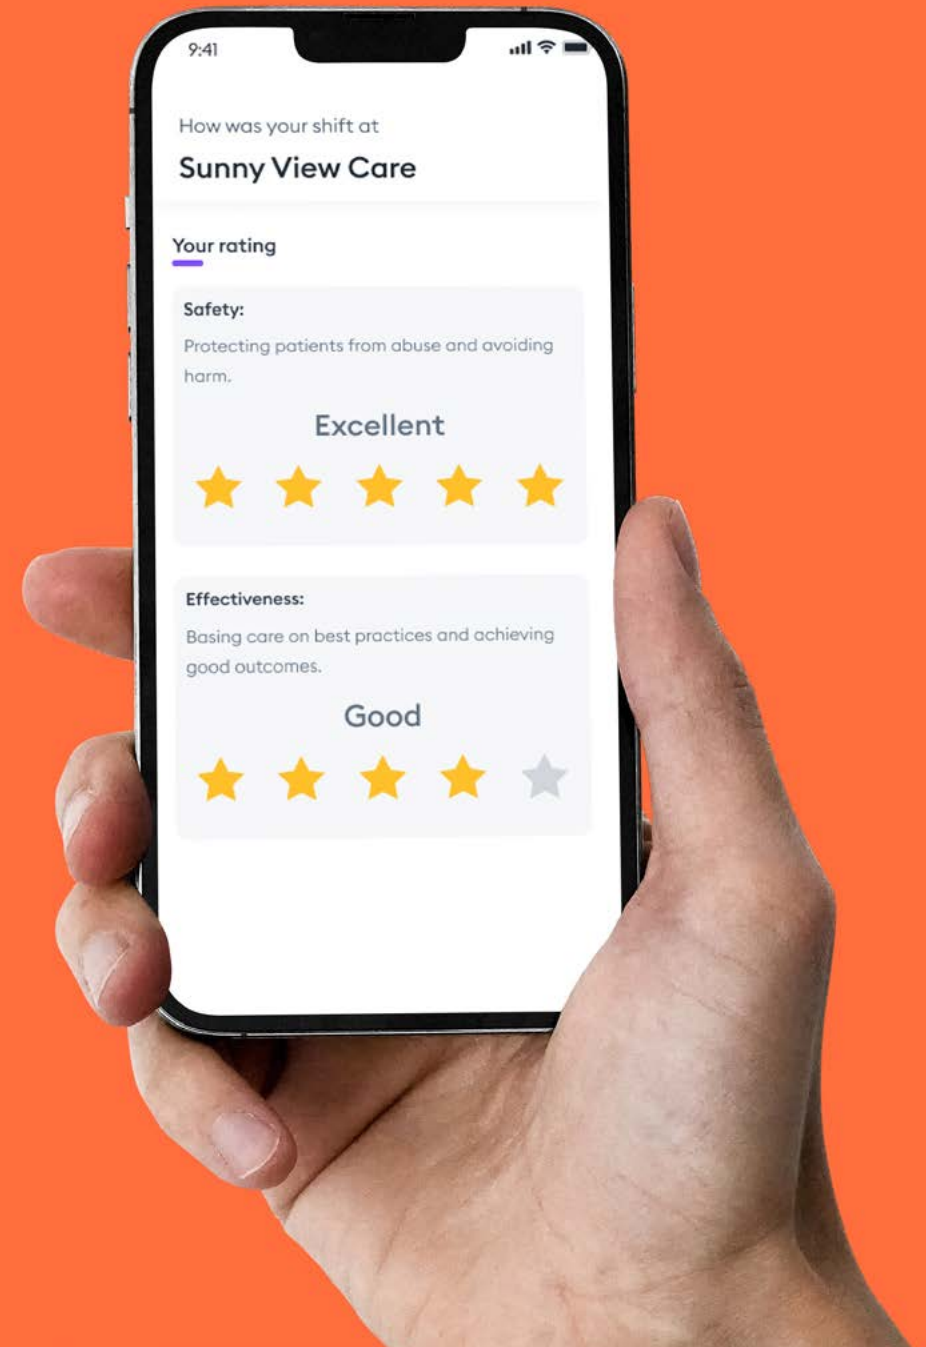 9:41
How was your shift at
Sunny View Care
Your rating
Safety:
Protecting patients from abuse and avoiding
harm.
Excellent
Effectiveness:
Basing care on best practices and achieving
good outcomes.
Good